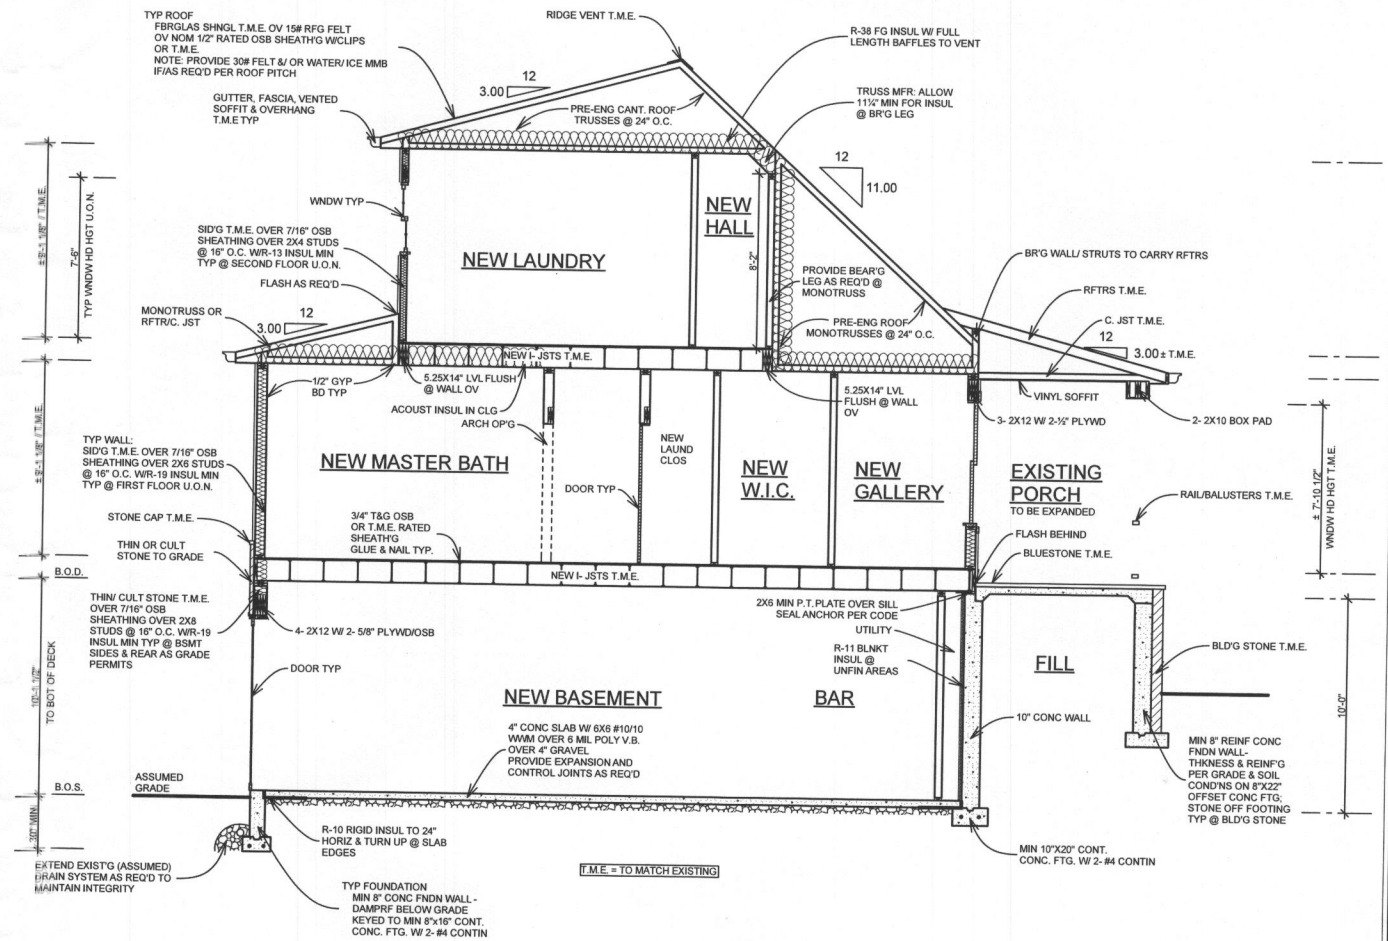 TYP ROOF
FBRGLAS SHNGL T.M.E. OV 15# RFG FELT
OV NOM 1/2" RATED OSB SHEATH'G W/CLIPS
OR T.M.E.
NOTE: PROVIDE 30# FELT &/ OR WATER/ ICE MMB
IF/AS REQ'D PER ROOF PITCH
RIDGE VENT T.M.E.
R-38 FG INSUL W/ FULL
LENGTH BAFFLES TO VENT
12
3.00
GUTTER, FASCIA, VENTED
SOFFIT & OVERHANG
T.M.E TYP
PRE-ENG CANT. ROOF
TRUSSES @ 24" O.C.
TRUSS MFR: ALLOW
11¼" MIN FOR INSUL
@ BR'G LEG
12
11.00
± 9'-1 1/8" / T.M.E.
7'-6"
TYP WNDW HD HGT U.O.N.
WNDW TYP
NEW
HALL
SID'G T.M.E. OVER 7/16" OSB
SHEATHING OVER 2X4 STUDS
@ 16" O.C. W/R-13 INSUL MIN
TYP @ SECOND FLOOR U.O.N.
NEW LAUNDRY
8'-2"
PROVIDE BEAR'G
LEG AS REQ'D @
MONOTRUSS
BR'G WALL/ STRUTS TO CARRY RFTRS
FLASH AS REQ'D
RFTRS T.M.E.
MONOTRUSS OR
RFTR/C. JST
12
3.00
PRE-ENG ROOF
MONOTRUSSES @ 24" O.C.
C. JST T.M.E.
12
3.00± T.M.E.
NEW I- JSTS T.M.E.
1/2" GYP
BD TYP
5.25X14" LVL FLUSH
@ WALL OV
ACOUST INSUL IN CLG
ARCH OP'G
5.25X14" LVL
FLUSH @ WALL
OV
VINYL SOFFIT
3- 2X12 W/ 2-½" PLYWD
2- 2X10 BOX PAD
± 9'-1 1/8" / T.M.E.
TYP WALL:
SID'G T.M.E. OVER 7/16" OSB
SHEATHING OVER 2X6 STUDS
@ 16" O.C. W/R-19 INSUL MIN
TYP @ FIRST FLOOR U.O.N.
NEW MASTER BATH
NEW
LAUND
CLOS
NEW
W.I.C.
NEW
GALLERY
EXISTING
PORCH
TO BE EXPANDED
± 7'-10 1/2"
WNDW HD HGT T.M.E.
DOOR TYP
RAIL/BALUSTERS T.M.E.
STONE CAP T.M.E.
3/4" T&G OSB
OR T.M.E. RATED
SHEATH'G
GLUE & NAIL TYP.
FLASH BEHIND
BLUESTONE T.M.E.
THIN OR CULT
STONE TO GRADE
B.O.D.
NEW I- JSTS T.M.E.
THIN/ CULT STONE T.M.E.
OVER 7/16" OSB
SHEATHING OVER 2X8
STUDS @ 16" O.C. W/R-19
INSUL MIN TYP @ BSMT
SIDES & REAR AS GRADE
PERMITS
4- 2X12 W/ 2- 5/8" PLYWD/OSB
2X6 MIN P.T. PLATE OVER SILL
SEAL ANCHOR PER CODE
UTILITY
R-11 BLNKT
INSUL @
UNFIN AREAS
FILL
BLD'G STONE T.M.E.
TO BOT OF DECK
DOOR TYP
NEW BASEMENT
BAR
10" CONC WALL
10'-0"
4" CONC SLAB W/ 6X6 #10/10
WWM OVER 6 MIL POLY V.B.
OVER 4" GRAVEL
PROVIDE EXPANSION AND
CONTROL JOINTS AS REQ'D
MIN 8" REINF CONC
FNDN WALL-
THKNESS & REINF'G
PER GRADE & SOIL
COND'NS ON 8"X22"
OFFSET CONC FTG;
STONE OFF FOOTING
TYP @ BLD'G STONE
ASSUMED
GRADE
B.O.S.
30" MIN
R-10 RIGID INSUL TO 24"
HORIZ & TURN UP @ SLAB
EDGES
MIN 10"X20" CONT.
CONC. FTG. W/ 2- #4 CONTIN
EXTEND EXIST'G (ASSUMED)
DRAIN SYSTEM AS REQ'D TO
MAINTAIN INTEGRITY
T.M.E. = TO MATCH EXISTING
TYP FOUNDATION
MIN 8" CONC FNDN WALL -
DAMPRF BELOW GRADE
KEYED TO MIN 8"x16" CONT.
CONC. FTG. W/ 2- #4 CONTIN